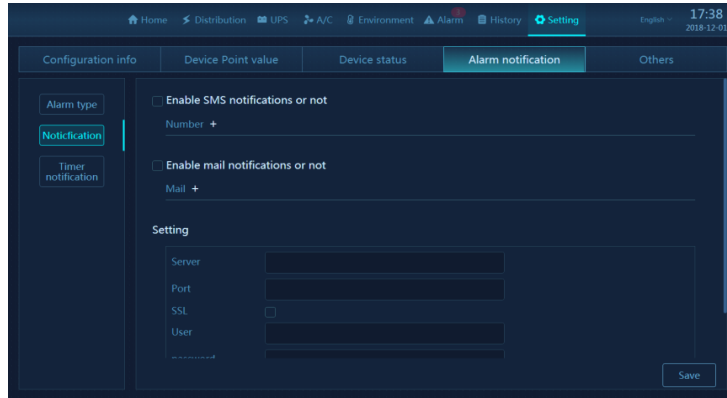 Home Distribution UPS A/C Environment Alarm History Setting English 17:38
2018-12-01
Configuration info Device Point value Device status Alarm notification Others
Alarm type
Noticfication
Timer
notification
Enable SMS notifications or not
Number +
Enable mail notifications or not
Mail +
Setting
Server
Port
SSL
User
Save